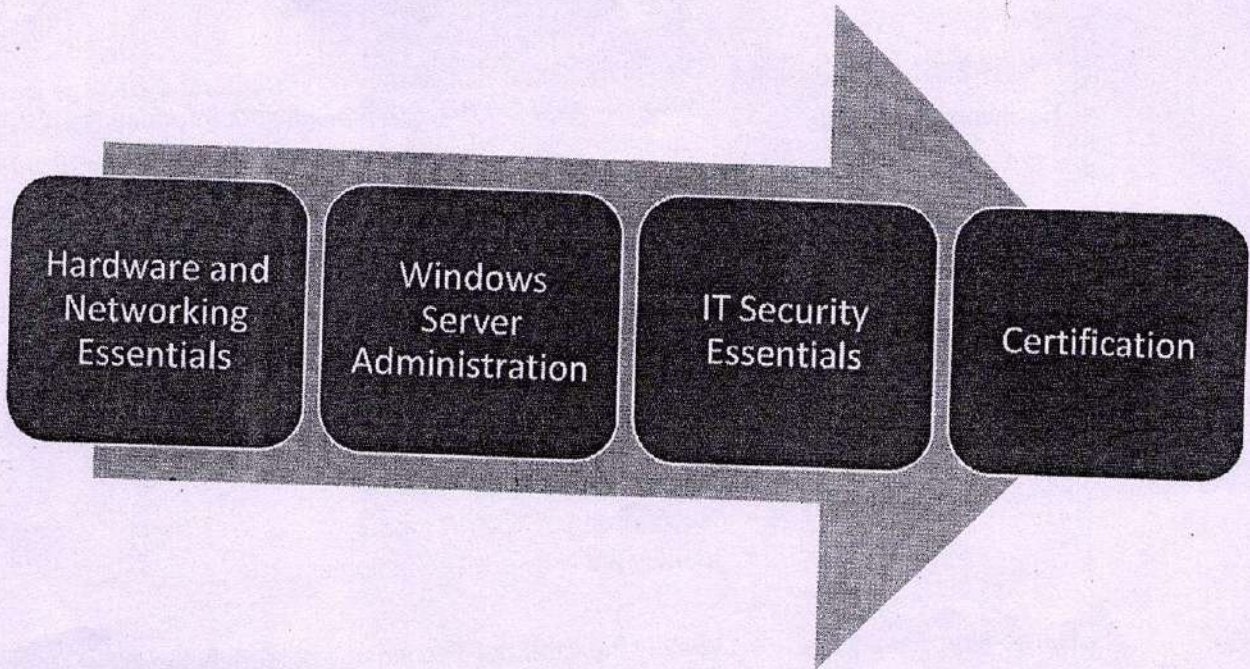 Hardware and
Networking
Essentials
Windows
Server
Administration
IT Security
Essentials
Certification